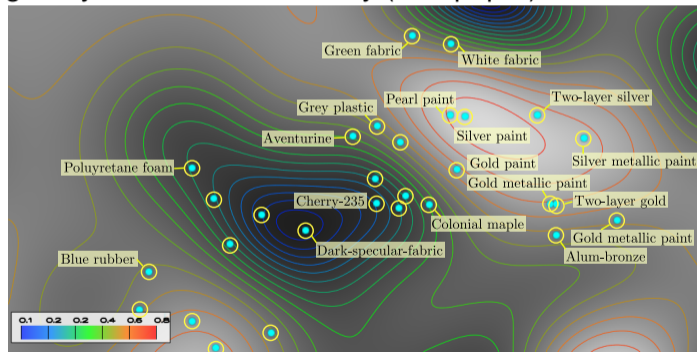 Green fabric
White fabric
Pearl paint
Two-layer silver
Grey plastic
Aventurine
Silver paint
Silver metallic paint
Poluyretane foam
Gold paint
Gold metallic paint
Cherry-235
Two-layer gold
Colonial maple
Gold metallic paint
Dark-specular-fabric
Alum-bronze
Blue rubber
0.1 0.2 0.2 0.4 0.6 0.8